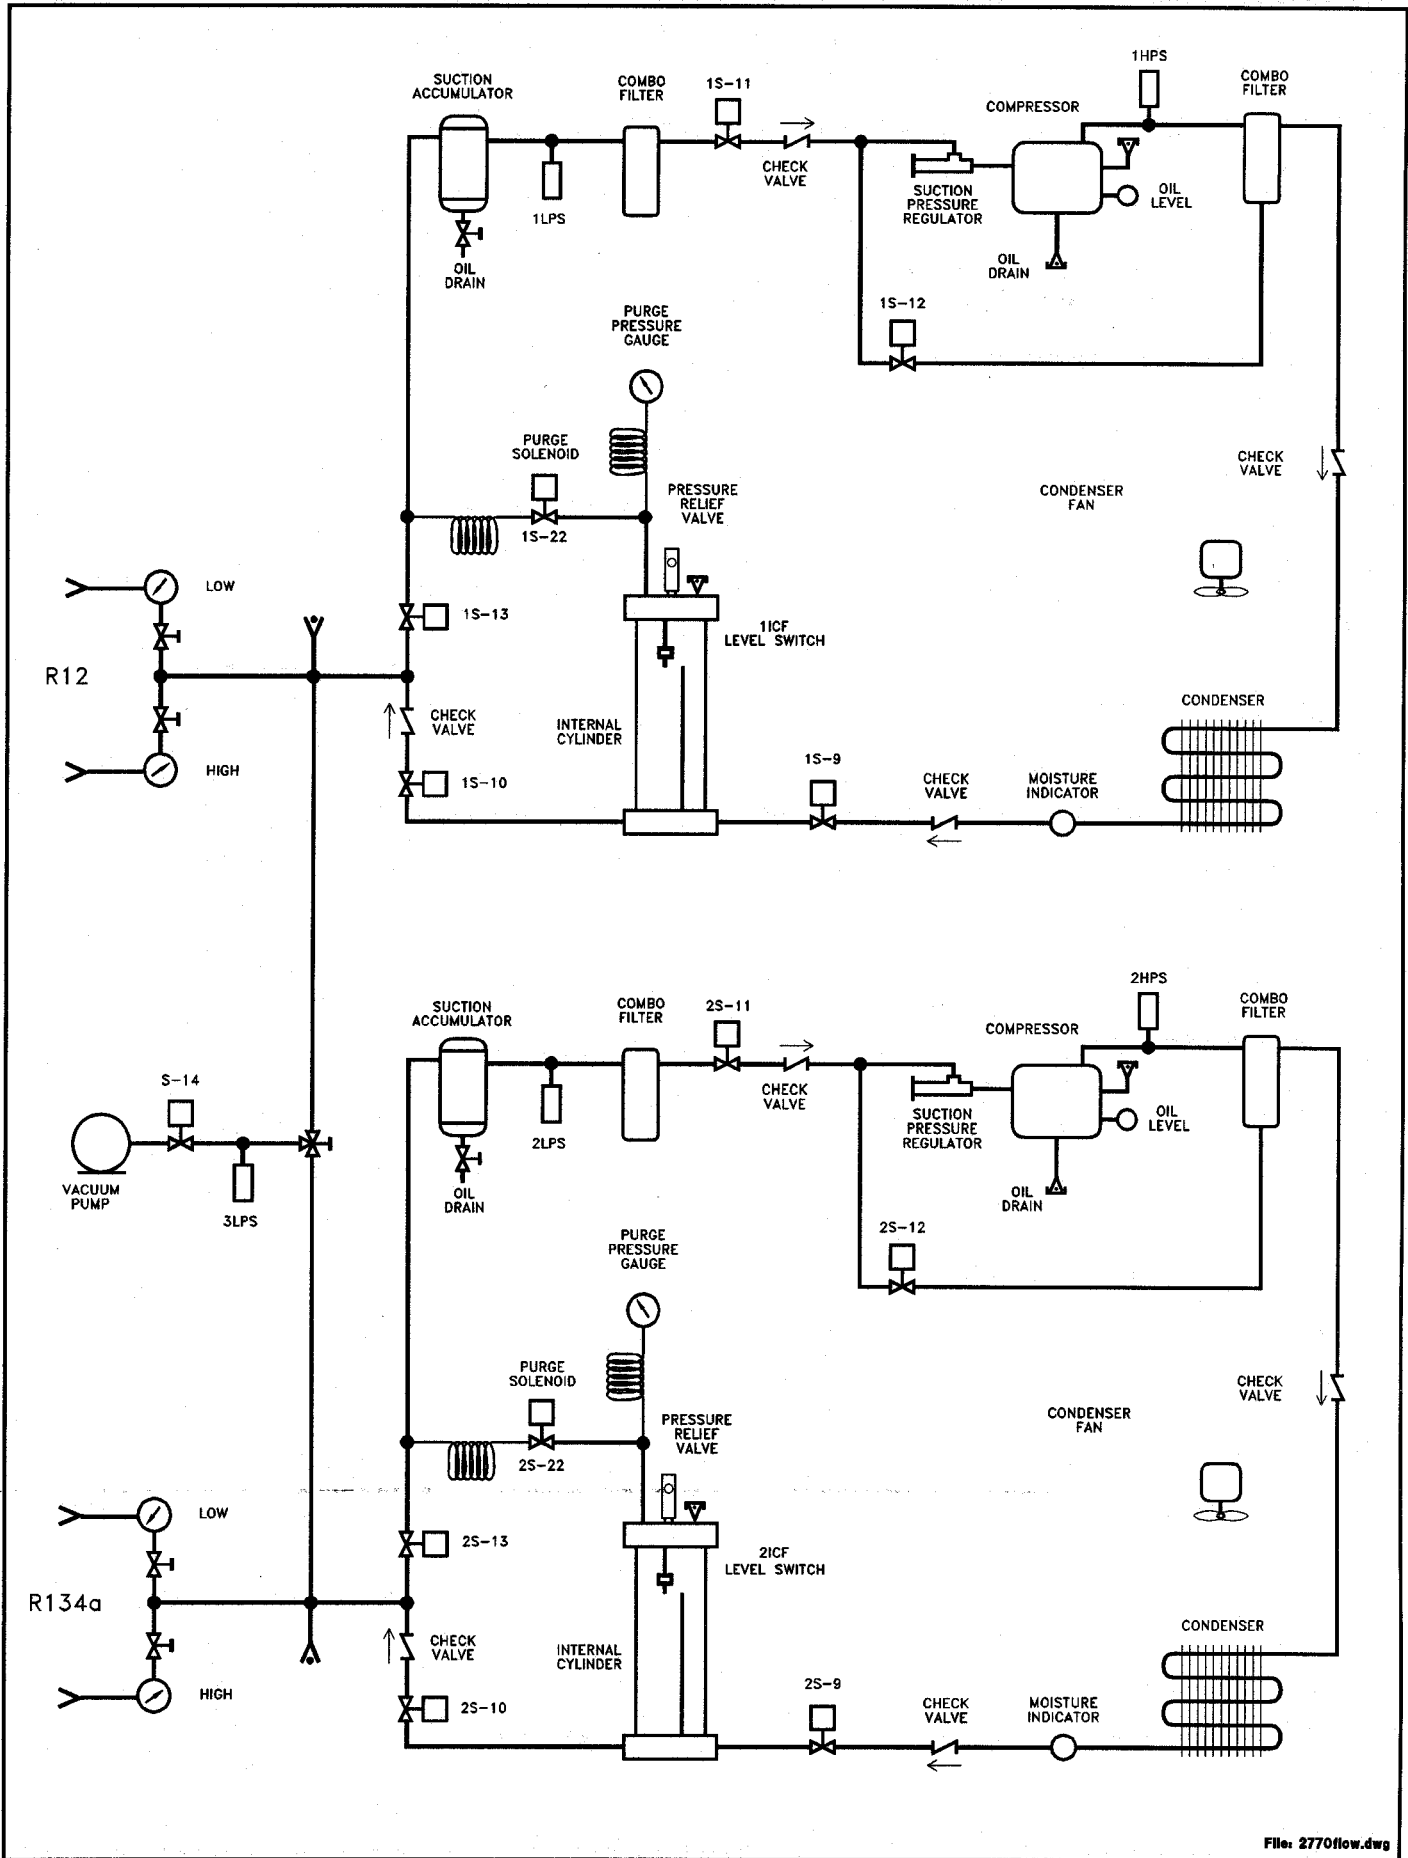 1HPS
SUCTION
ACCUMULATOR
COMBO
FILTER
1S-11
COMPRESSOR
COMBO
FILTER
CHECK
VALVE
SUCTION
PRESSURE
REGULATOR
OIL
LEVEL
1LPS
OIL
DRAIN
OIL
DRAIN
1S-12
PURGE
PRESSURE
GAUGE
PURGE
SOLENOID
1S-22
PRESSURE
RELIEF
VALVE
CONDENSER
FAN
CHECK
VALVE
LOW
1S-13
1ICF
LEVEL SWITCH
R12
CHECK
VALVE
INTERNAL
CYLINDER
CONDENSER
HIGH
1S-10
1S-9
CHECK
VALVE
MOISTURE
INDICATOR
2HPS
SUCTION
ACCUMULATOR
COMBO
FILTER
2S-11
COMPRESSOR
COMBO
FILTER
S-14
CHECK
VALVE
SUCTION
PRESSURE
REGULATOR
OIL
LEVEL
2LPS
VACUUM
PUMP
3LPS
OIL
DRAIN
OIL
DRAIN
2S-12
PURGE
PRESSURE
GAUGE
PURGE
SOLENOID
2S-22
PRESSURE
RELIEF
VALVE
CONDENSER
FAN
CHECK
VALVE
LOW
2S-13
2ICF
LEVEL SWITCH
R134a
CHECK
VALVE
INTERNAL
CYLINDER
CONDENSER
HIGH
2S-10
2S-9
CHECK
VALVE
MOISTURE
INDICATOR
File: 2770flow.dwg